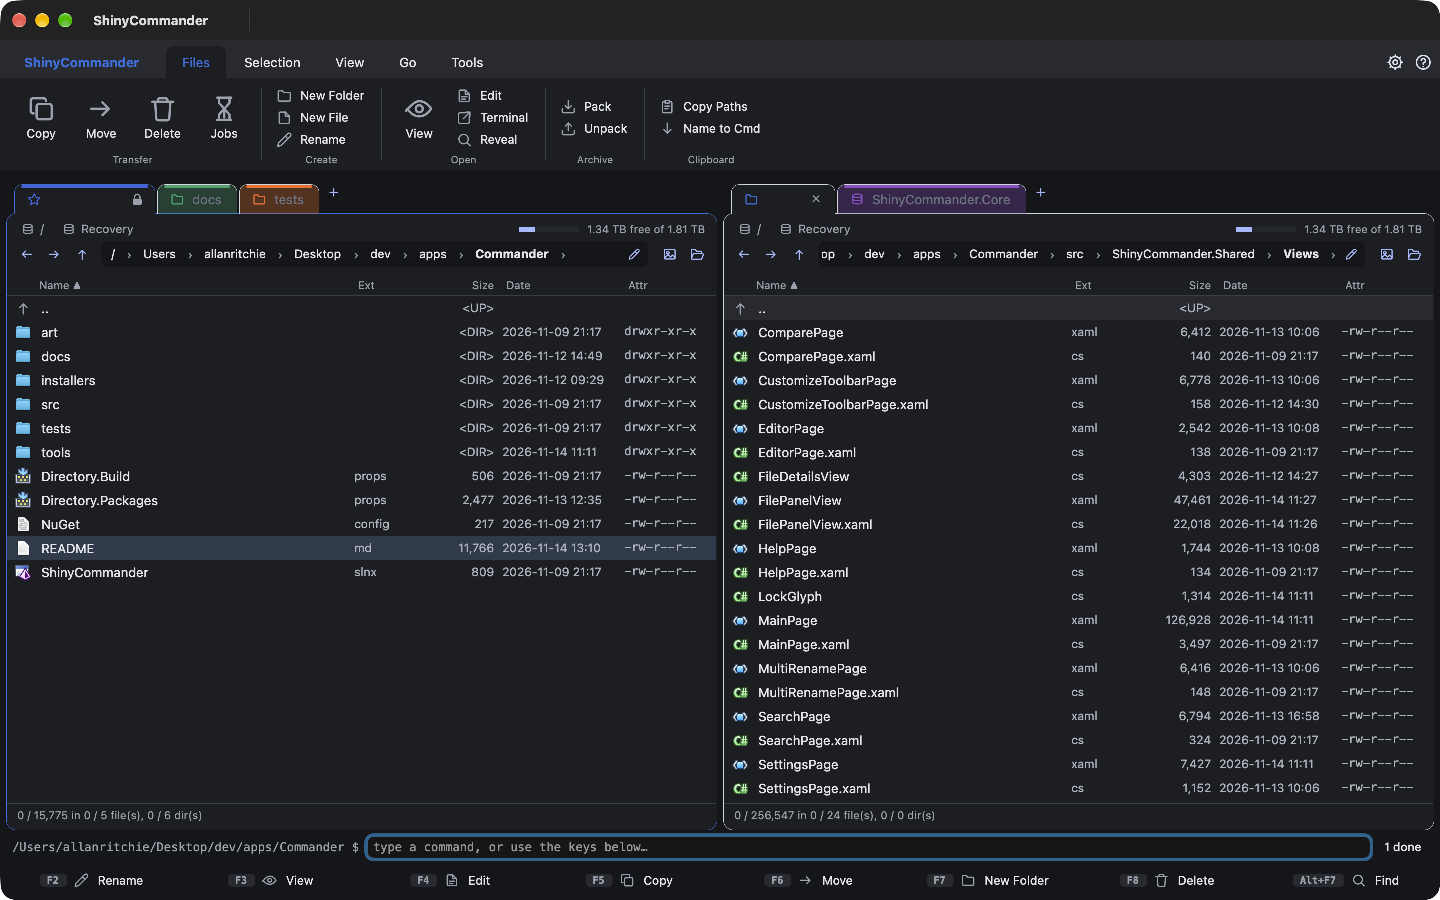 ShinyCommander
ShinyCommander Files Selection View Go Tools
Copy Move Delete Jobs
Transfer
New Folder
New File
Rename
Create
View
Edit
Terminal
Reveal
Open
Pack
Unpack
Archive
Copy Paths
Name to Cmd
Clipboard
docs tests +
/ Recovery 1.34 TB free of 1.81 TB
/ › Users › allanritchie › Desktop › dev › apps › Commander ›
Name ▲ Ext Size Date Attr
.. <UP>
art <DIR> 2026-11-09 21:17 drwxr-xr-x
docs <DIR> 2026-11-12 14:49 drwxr-xr-x
installers <DIR> 2026-11-12 09:29 drwxr-xr-x
src <DIR> 2026-11-09 21:17 drwxr-xr-x
tests <DIR> 2026-11-09 21:17 drwxr-xr-x
tools <DIR> 2026-11-14 11:11 drwxr-xr-x
Directory.Build props 506 2026-11-09 21:17 -rw-r--r--
Directory.Packages props 2,477 2026-11-13 12:35 -rw-r--r--
NuGet config 217 2026-11-09 21:17 -rw-r--r--
README md 11,766 2026-11-14 13:10 -rw-r--r--
ShinyCommander slnx 809 2026-11-09 21:17 -rw-r--r--
0 / 15,775 in 0 / 5 file(s), 0 / 6 dir(s)
ShinyCommander.Core +
/ Recovery 1.34 TB free of 1.81 TB
op › dev › apps › Commander › src › ShinyCommander.Shared › Views ›
Name ▲ Ext Size Date Attr
.. <UP>
ComparePage xaml 6,412 2026-11-13 10:06 -rw-r--r--
C# ComparePage.xaml cs 140 2026-11-09 21:17 -rw-r--r--
CustomizeToolbarPage xaml 6,778 2026-11-13 10:06 -rw-r--r--
C# CustomizeToolbarPage.xaml cs 158 2026-11-12 14:30 -rw-r--r--
EditorPage xaml 2,542 2026-11-13 10:08 -rw-r--r--
C# EditorPage.xaml cs 138 2026-11-09 21:17 -rw-r--r--
C# FileDetailsView cs 4,303 2026-11-12 14:27 -rw-r--r--
FilePanelView xaml 47,461 2026-11-14 11:27 -rw-r--r--
C# FilePanelView.xaml cs 22,018 2026-11-14 11:26 -rw-r--r--
HelpPage xaml 1,744 2026-11-13 10:08 -rw-r--r--
C# HelpPage.xaml cs 134 2026-11-09 21:17 -rw-r--r--
C# LockGlyph cs 1,314 2026-11-14 11:11 -rw-r--r--
MainPage xaml 126,928 2026-11-14 11:11 -rw-r--r--
C# MainPage.xaml cs 3,497 2026-11-09 21:17 -rw-r--r--
MultiRenamePage xaml 6,416 2026-11-13 10:06 -rw-r--r--
C# MultiRenamePage.xaml cs 148 2026-11-09 21:17 -rw-r--r--
SearchPage xaml 6,794 2026-11-13 16:58 -rw-r--r--
C# SearchPage.xaml cs 324 2026-11-09 21:17 -rw-r--r--
SettingsPage xaml 7,427 2026-11-14 11:11 -rw-r--r--
C# SettingsPage.xaml cs 1,152 2026-11-13 10:06 -rw-r--r--
0 / 256,547 in 0 / 24 file(s), 0 / 0 dir(s)
/Users/allanritchie/Desktop/dev/apps/Commander $ type a command, or use the keys below… 1 done
F2 Rename F3 View F4 Edit F5 Copy F6 Move F7 New Folder F8 Delete Alt+F7 Find